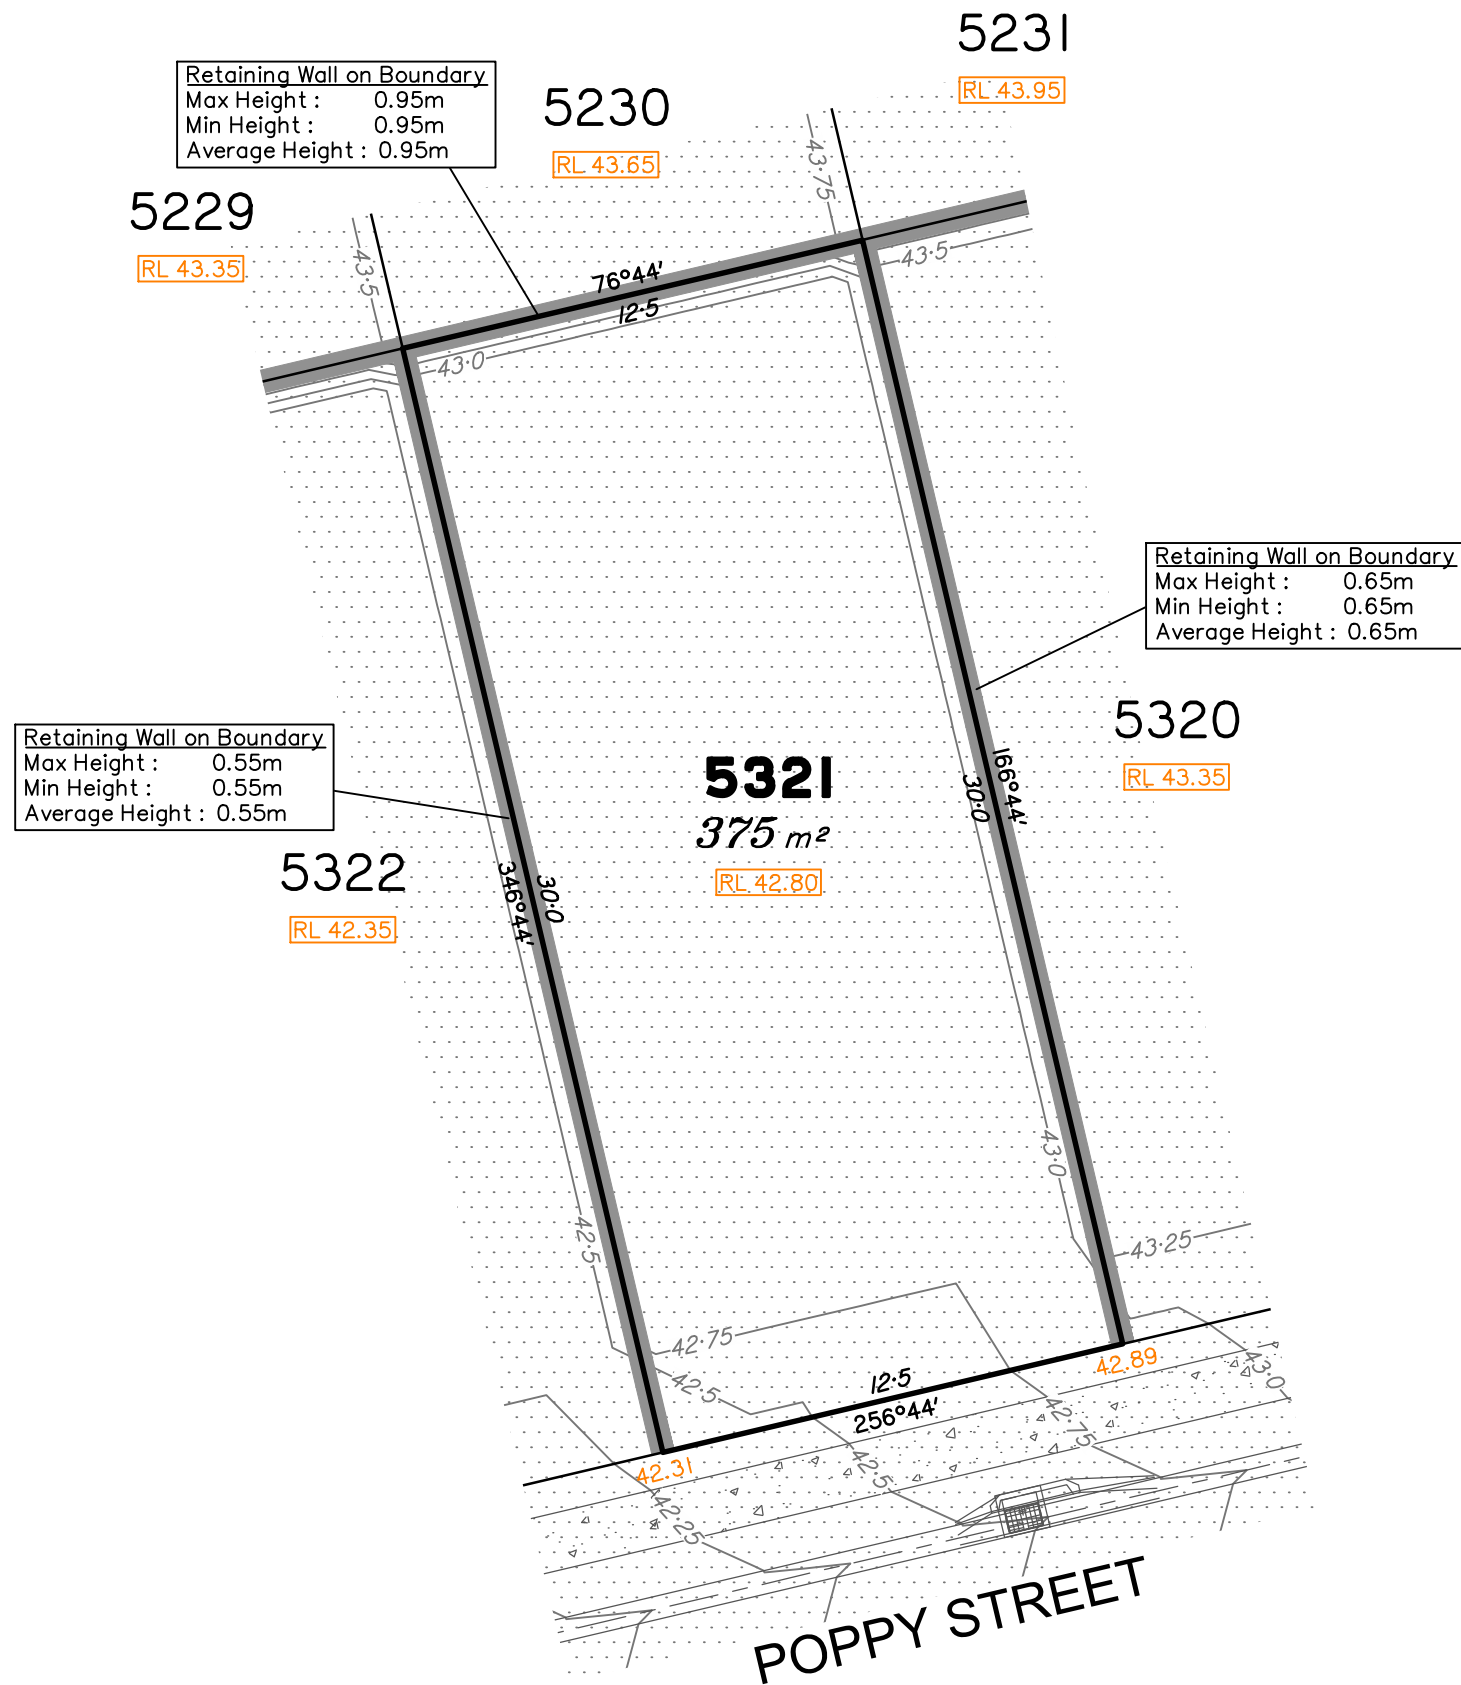 5231
RL 43.95
Retaining Wall on Boundary
Max Height : 0.95m
Min Height : 0.95m
Average Height : 0.95m
5230
RL 43.65
43·75
5229
RL 43.35
43·5
43·5
76°44'
12·5
43·0
Retaining Wall on Boundary
Max Height : 0.65m
Min Height : 0.65m
Average Height : 0.65m
5320
RL 43.35
166°44'
30·0
Retaining Wall on Boundary
Max Height : 0.55m
Min Height : 0.55m
Average Height : 0.55m
5321
375 m²
RL 42.80
5322
RL 42.35
346°44'
30·0
43·0
42·5
43·25
42·75
42·5
12·5
256°44'
42.89
43·0
42·75
42·5
42.31
42·25
POPPY STREET